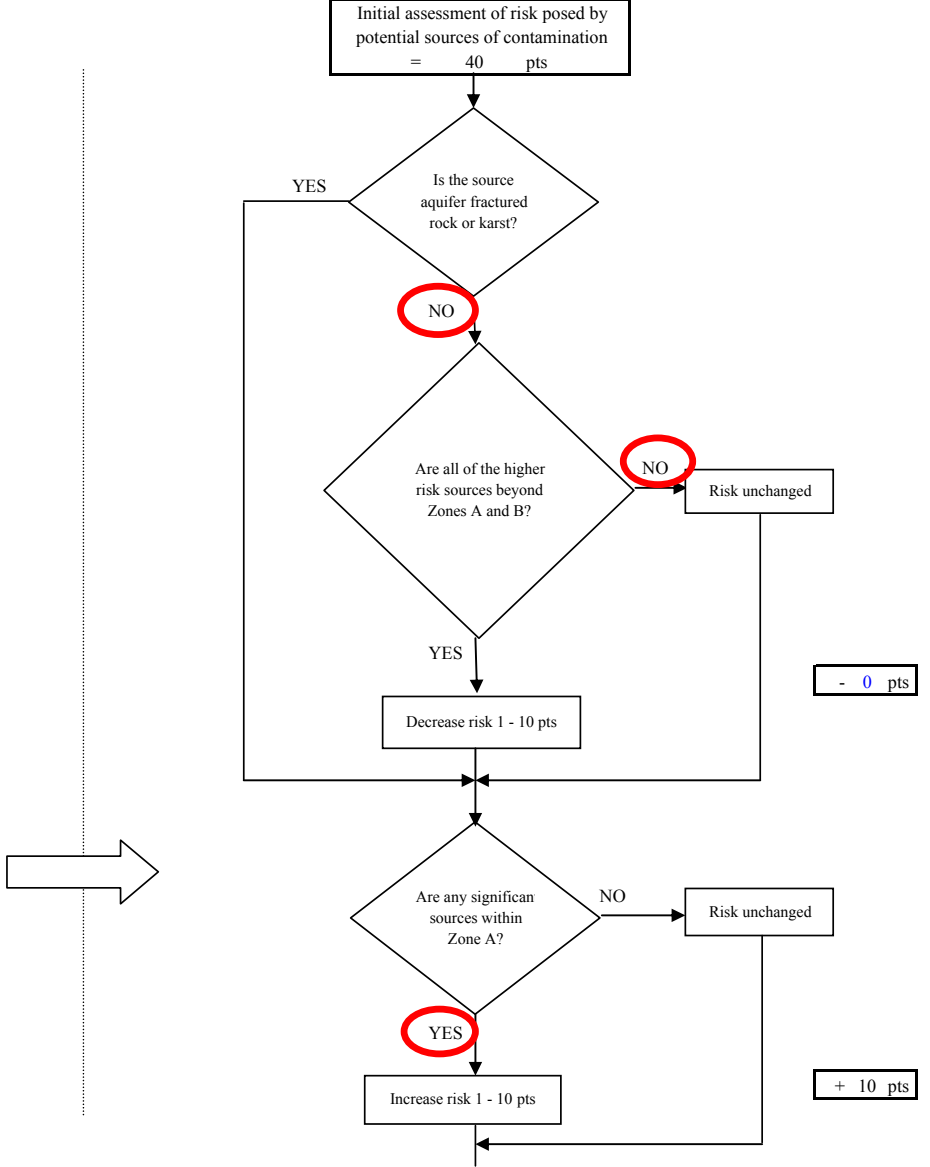 Initial assessment of risk posed by
potential sources of contamination
= 40 pts
YES
Is the source
aquifer fractured
rock or karst?
NO
Are all of the higher
risk sources beyond
Zones A and B?
NO
Risk unchanged
YES
- 0 pts
Decrease risk 1 - 10 pts
Are any significant
sources within
Zone A?
NO
Risk unchanged
YES
+ 10 pts
Increase risk 1 - 10 pts